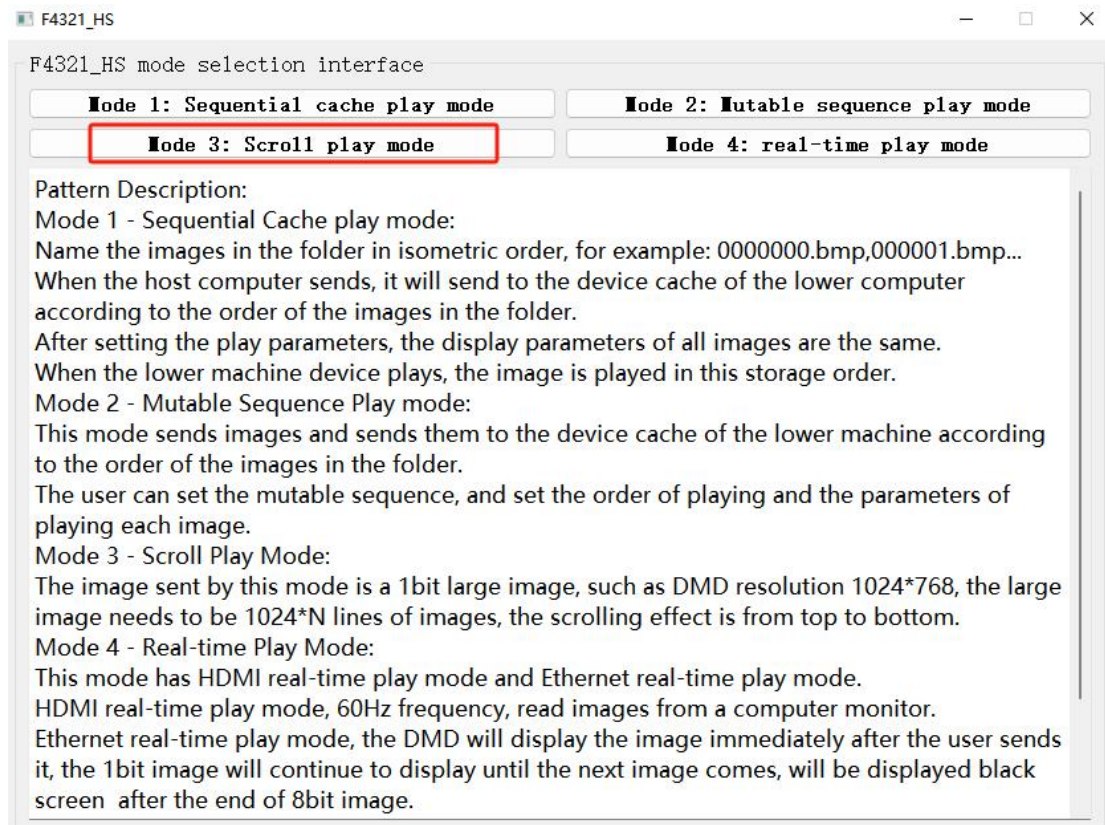 F4321_HS
F4321_HS mode selection interface
Mode 1: Sequential cache play mode
Mode 2: Mutable sequence play mode
Mode 3: Scroll play mode
Mode 4: real-time play mode
Pattern Description:
Mode 1 - Sequential Cache play mode:
Name the images in the folder in isometric order, for example: 0000000.bmp,000001.bmp...
When the host computer sends, it will send to the device cache of the lower computer
according to the order of the images in the folder.
After setting the play parameters, the display parameters of all images are the same.
When the lower machine device plays, the image is played in this storage order.
Mode 2 - Mutable Sequence Play mode:
This mode sends images and sends them to the device cache of the lower machine according
to the order of the images in the folder.
The user can set the mutable sequence, and set the order of playing and the parameters of
playing each image.
Mode 3 - Scroll Play Mode:
The image sent by this mode is a 1bit large image, such as DMD resolution 1024*768, the large
image needs to be 1024*N lines of images, the scrolling effect is from top to bottom.
Mode 4 - Real-time Play Mode:
This mode has HDMI real-time play mode and Ethernet real-time play mode.
HDMI real-time play mode, 60Hz frequency, read images from a computer monitor.
Ethernet real-time play mode, the DMD will display the image immediately after the user sends
it, the 1bit image will continue to display until the next image comes, will be displayed black
screen after the end of 8bit image.